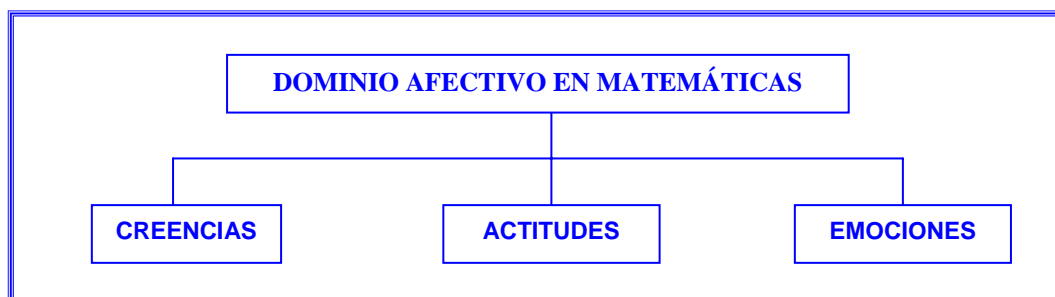 DOMINIO AFECTIVO EN MATEMÁTICAS
CREENCIAS
ACTITUDES
EMOCIONES